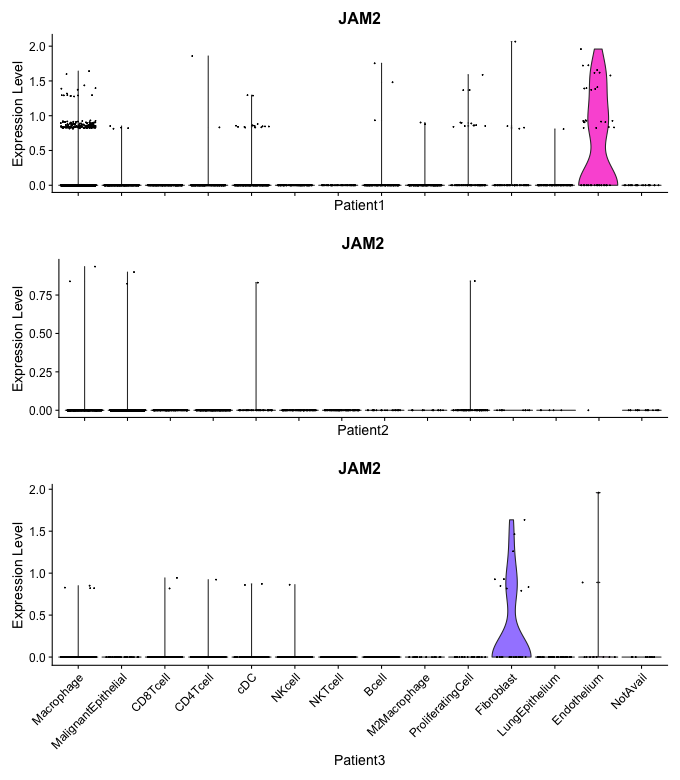 JAM2
Expression Level
2.0
1.5
1.0
0.5
0.0
Patient1
JAM2
Expression Level
0.75
0.50
0.25
0.00
Patient2
JAM2
Expression Level
2.0
1.5
1.0
0.5
0.0
Macrophage
MalignantEpithelial
CD8Tcell
CD4Tcell
cDC
NKcell
NKTcell
Bcell
M2Macrophage
ProliferatingCell
Fibroblast
LungEpithelium
Endothelium
NotAvail
Patient3